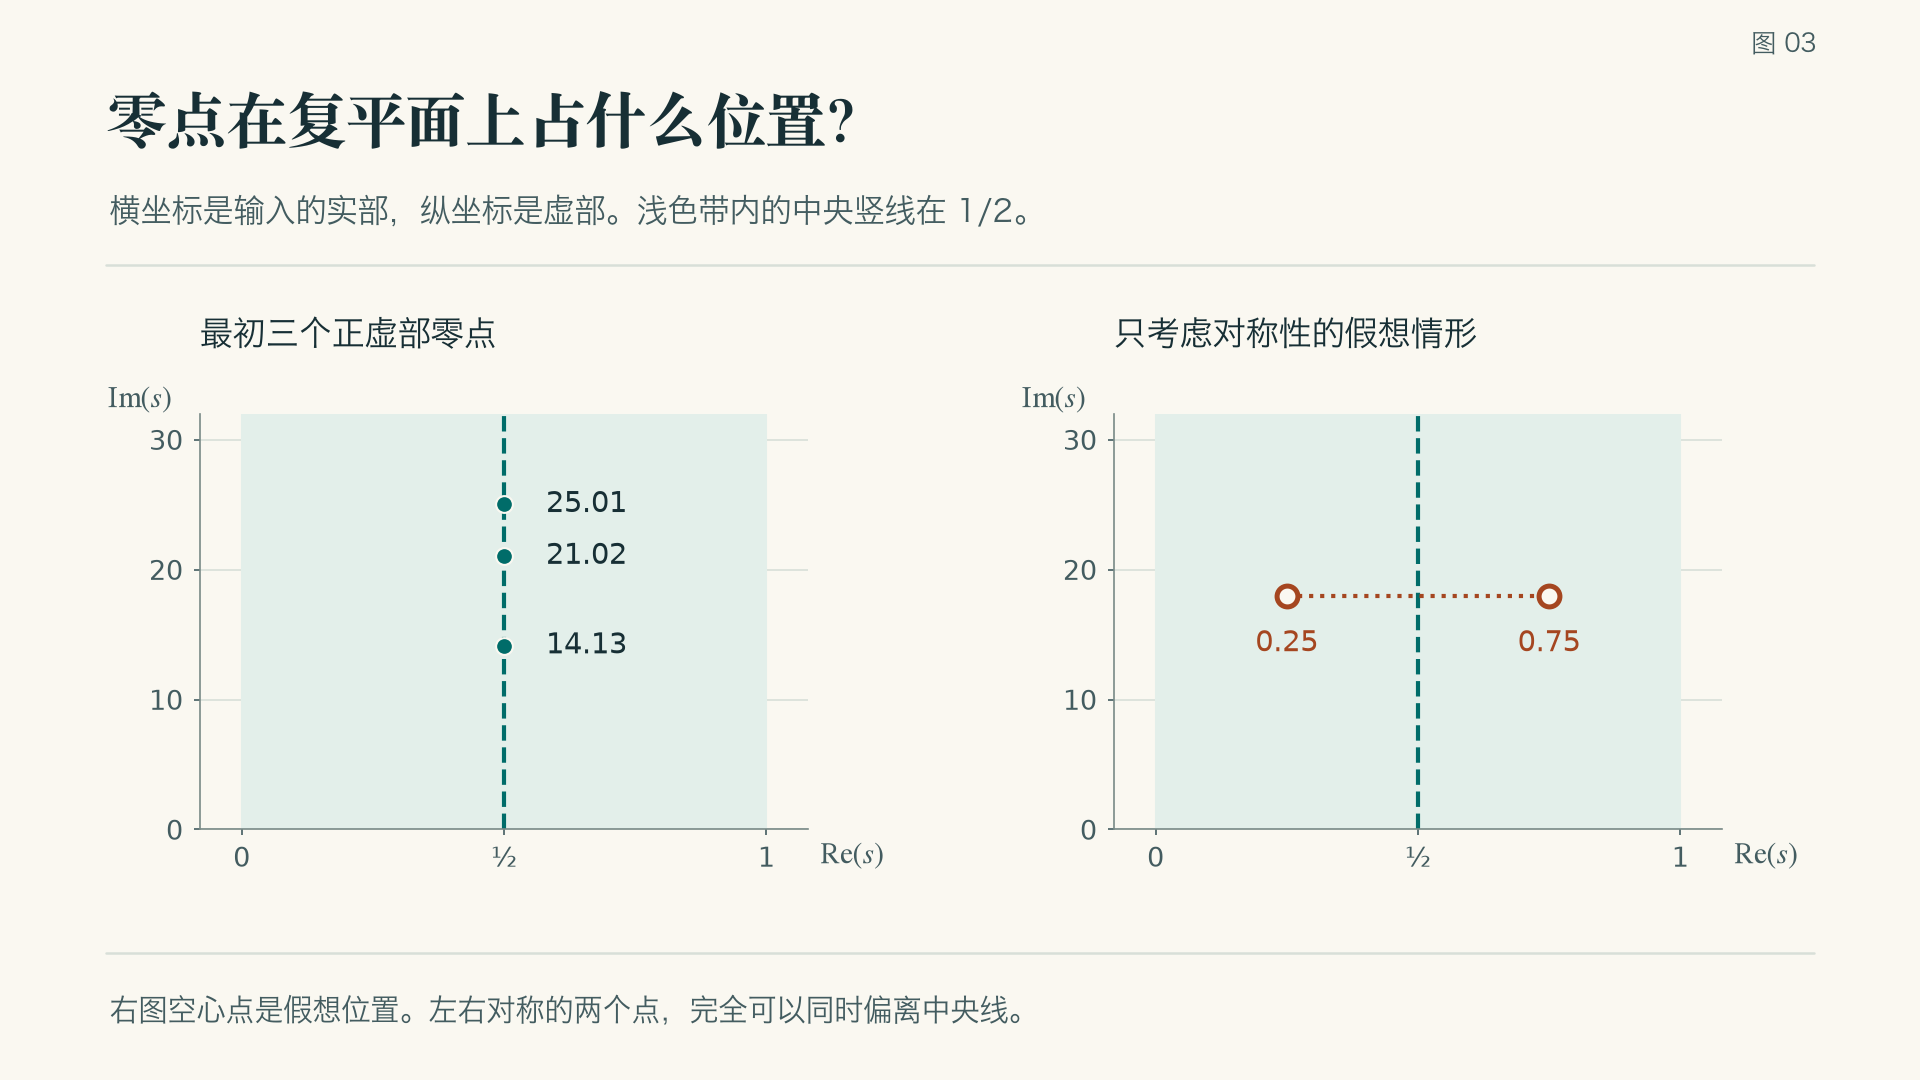 图 03
零点在复平面上占什么位置?
横坐标是输入的实部，纵坐标是虚部。浅色带内的中央竖线在 1/2。
最初三个正虚部零点
Im(s)
30
20
10
0
25.01
21.02
14.13
0
½
1
Re(s)
只考虑对称性的假想情形
Im(s)
30
20
10
0
0.25
0.75
0
½
1
Re(s)
右图空心点是假想位置。左右对称的两个点，完全可以同时偏离中央线。